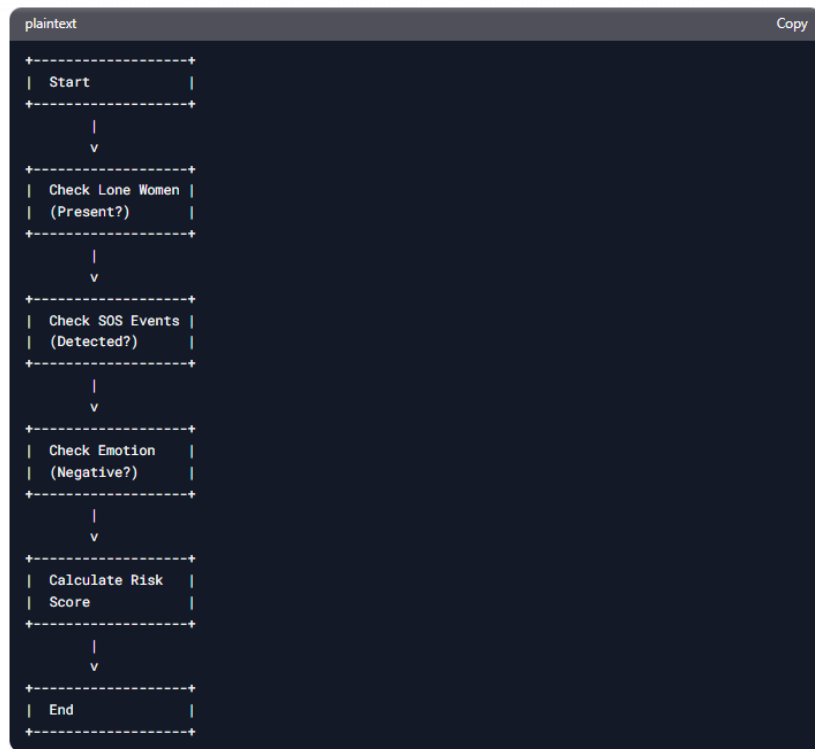 plaintext Copy
+-------------------+
|  Start            |
+-------------------+
        |
        v
+-------------------+
|  Check Lone Women |
|  (Present?)       |
+-------------------+
        |
        v
+-------------------+
|  Check SOS Events |
|  (Detected?)      |
+-------------------+
        |
        v
+-------------------+
|  Check Emotion    |
|  (Negative?)      |
+-------------------+
        |
        v
+-------------------+
|  Calculate Risk   |
|  Score            |
+-------------------+
        |
        v
+-------------------+
|  End              |
+-------------------+